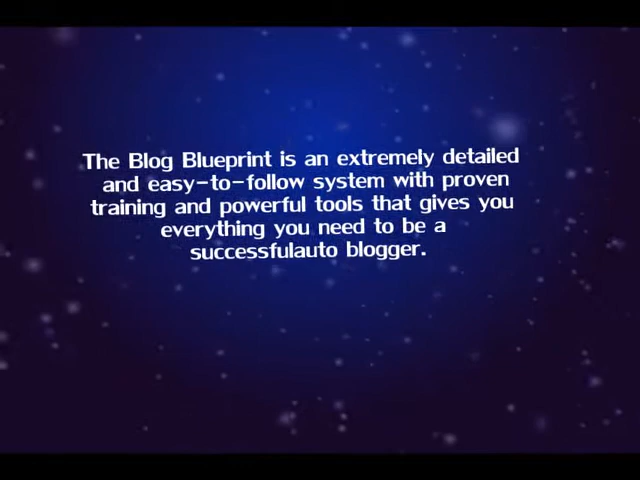 The Blog Blueprint is an extremely detailed
and easy-to-follow system with proven
training and powerful tools that gives you
everything you need to be a
successfulauto blogger.